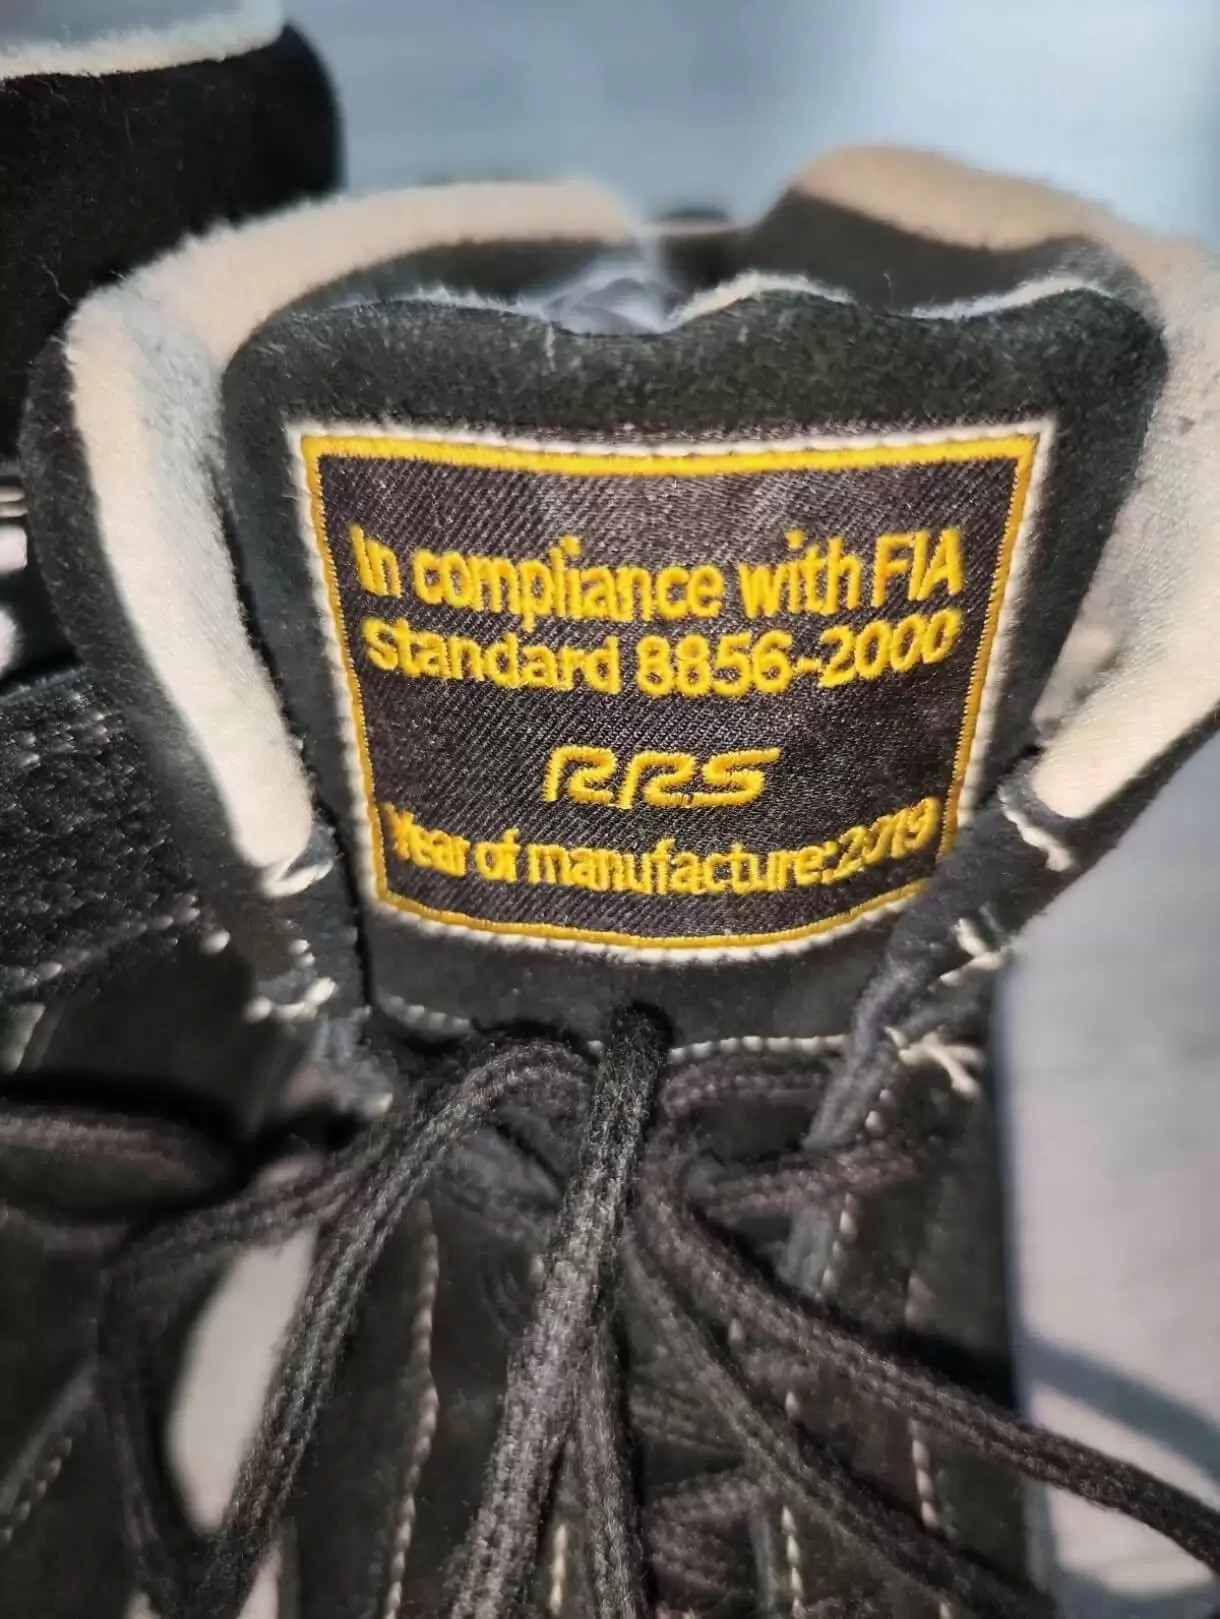 In compliance with FIA
standard 8856-2000
RRS
Year of manufacture:2019